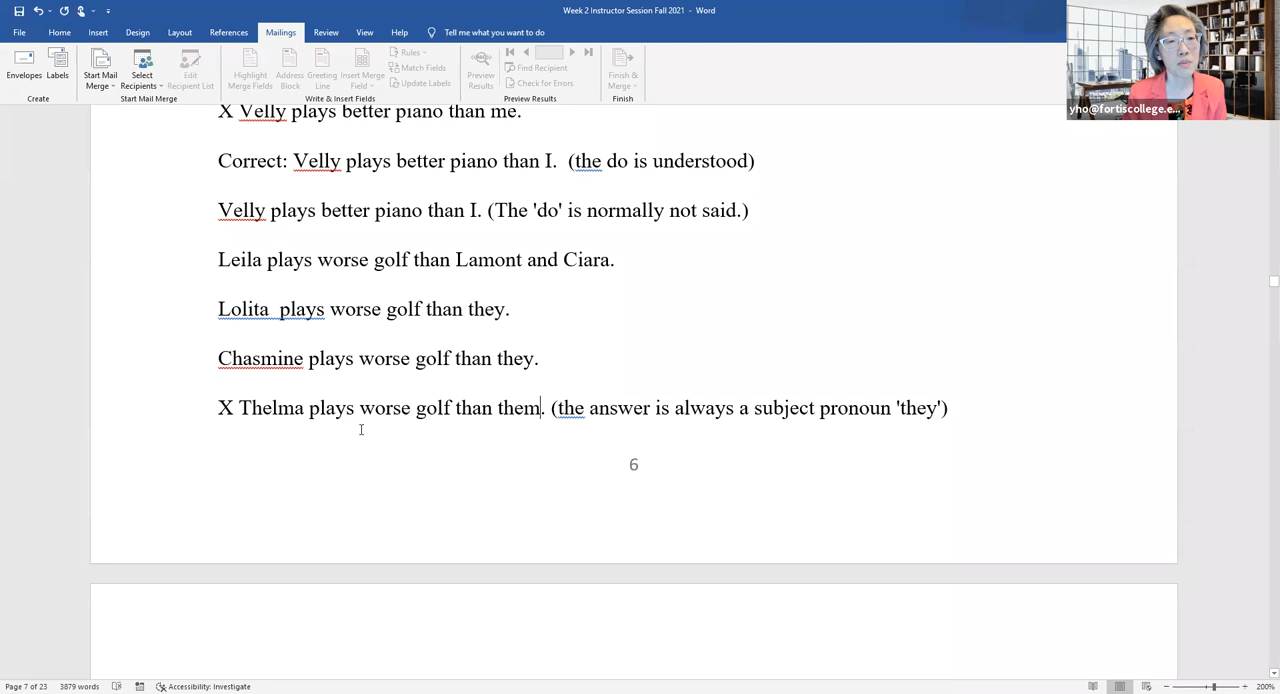 Week 2 Instructor Session Fall 2021 - Word
File Home Insert Design Layout References Mailings Review View Help Tell me what you want to do
Envelopes Labels
Create
Start Mail Merge
Select Recipients
Edit Recipient List
Start Mail Merge
Highlight Merge Fields
Address Block
Greeting Line
Insert Merge Field
Rules
Match Fields
Update Labels
Write & Insert Fields
Preview Results
Find Recipient
Check for Errors
Preview Results
Finish & Merge
Finish
yho@fortiscollege.e...
X Velly plays better piano than me.
Correct: Velly plays better piano than I. (the do is understood)
Velly plays better piano than I. (The 'do' is normally not said.)
Leila plays worse golf than Lamont and Ciara.
Lolita plays worse golf than they.
Chasmine plays worse golf than they.
X Thelma plays worse golf than them. (the answer is always a subject pronoun 'they')
6
Page 7 of 23 3879 words Accessibility: Investigate 200%